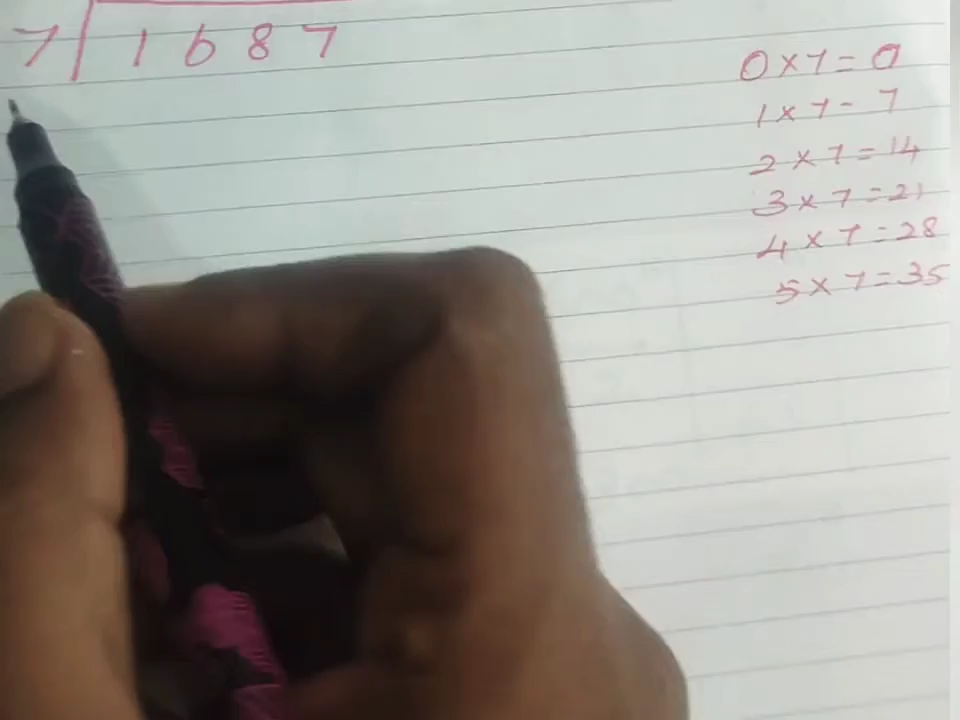 7 1687
0 x 7 = 0
1 x 7 - 7
2 x 7 = 14
3 x 7 = 21
4 x 7 = 28
5 x 7 = 35